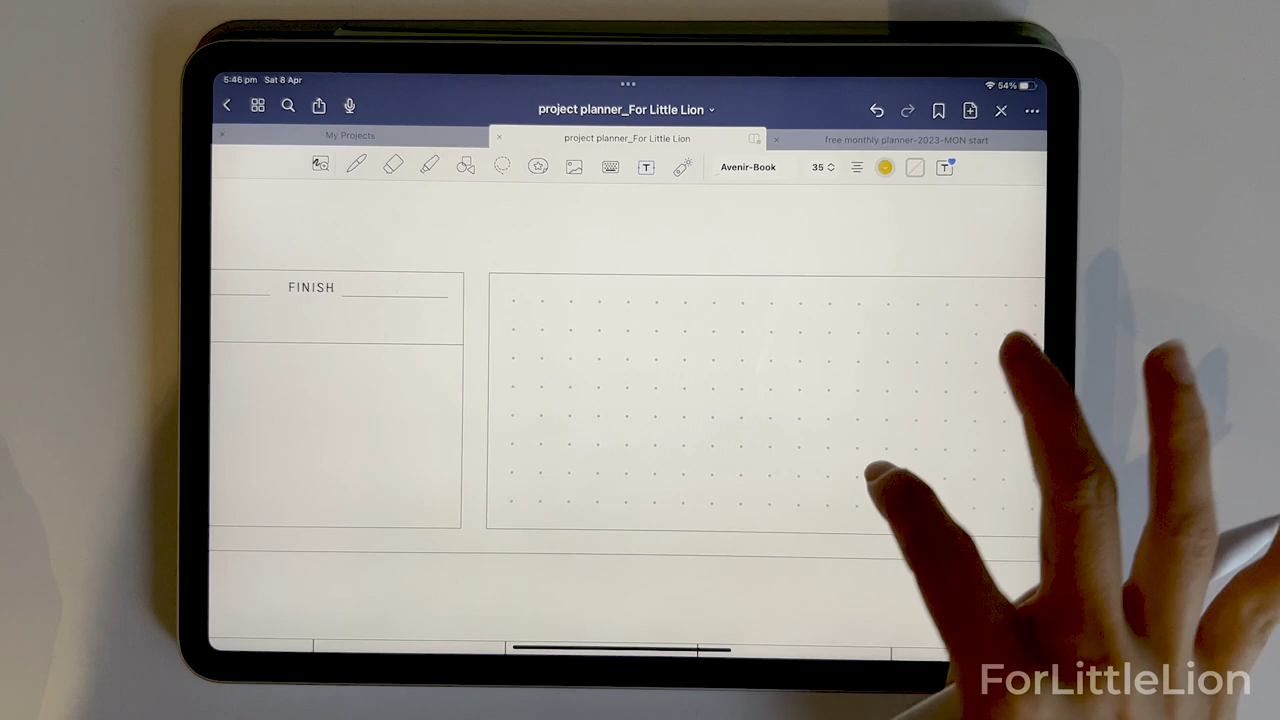 5:46 pm Sat 8 Apr
54%
project planner_For Little Lion
My Projects
project planner_For Little Lion
free monthly planner-2023-MON start
Avenir-Book
35
FINISH
ForLittleLion